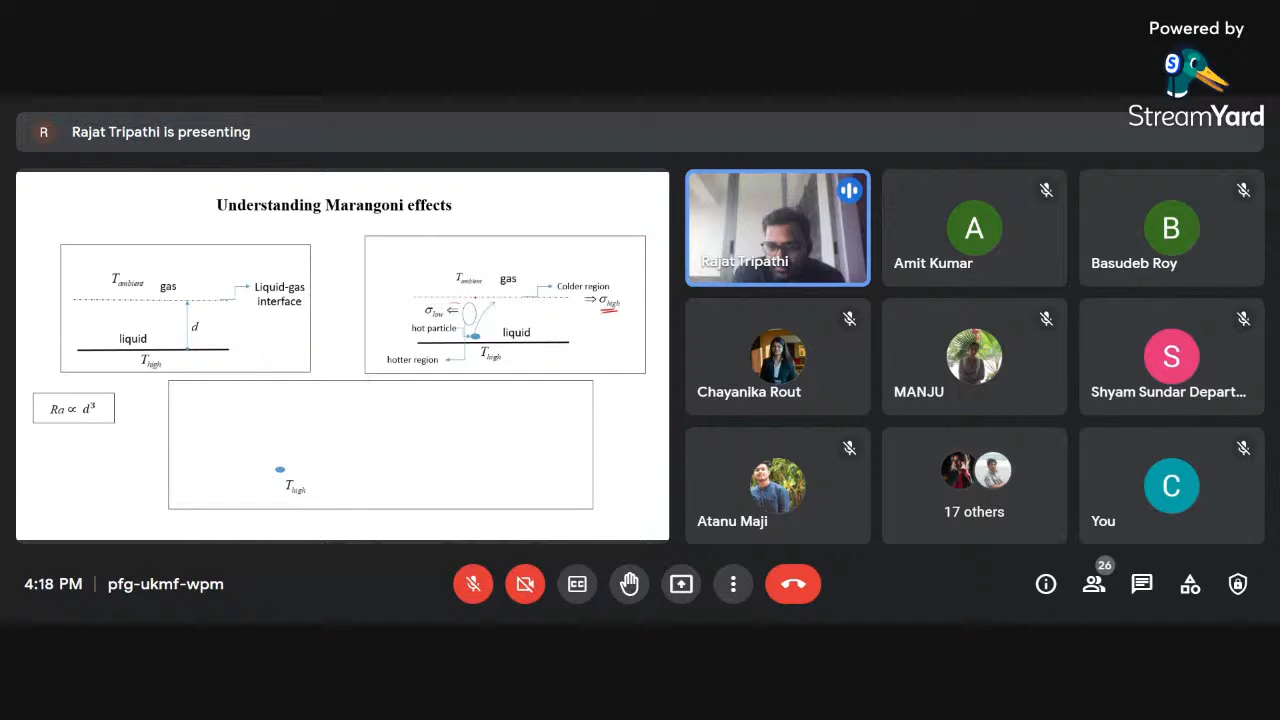 Powered by
S
StreamYard
R Rajat Tripathi is presenting
Understanding Marangoni effects
T_ambient gas
Liquid-gas
interface
d
liquid
T_high
T_ambient gas
Colder region
⇒ σ_high
σ_low ⇐
hot particle
liquid
T_high
hotter region
Ra ∝ d³
T_high
Rajat Tripathi
A
Amit Kumar
B
Basudeb Roy
Chayanika Rout
MANJU
S
Shyam Sundar Depart...
Atanu Maji
17 others
C
You
4:18 PM | pfg-ukmf-wpm
CC
26